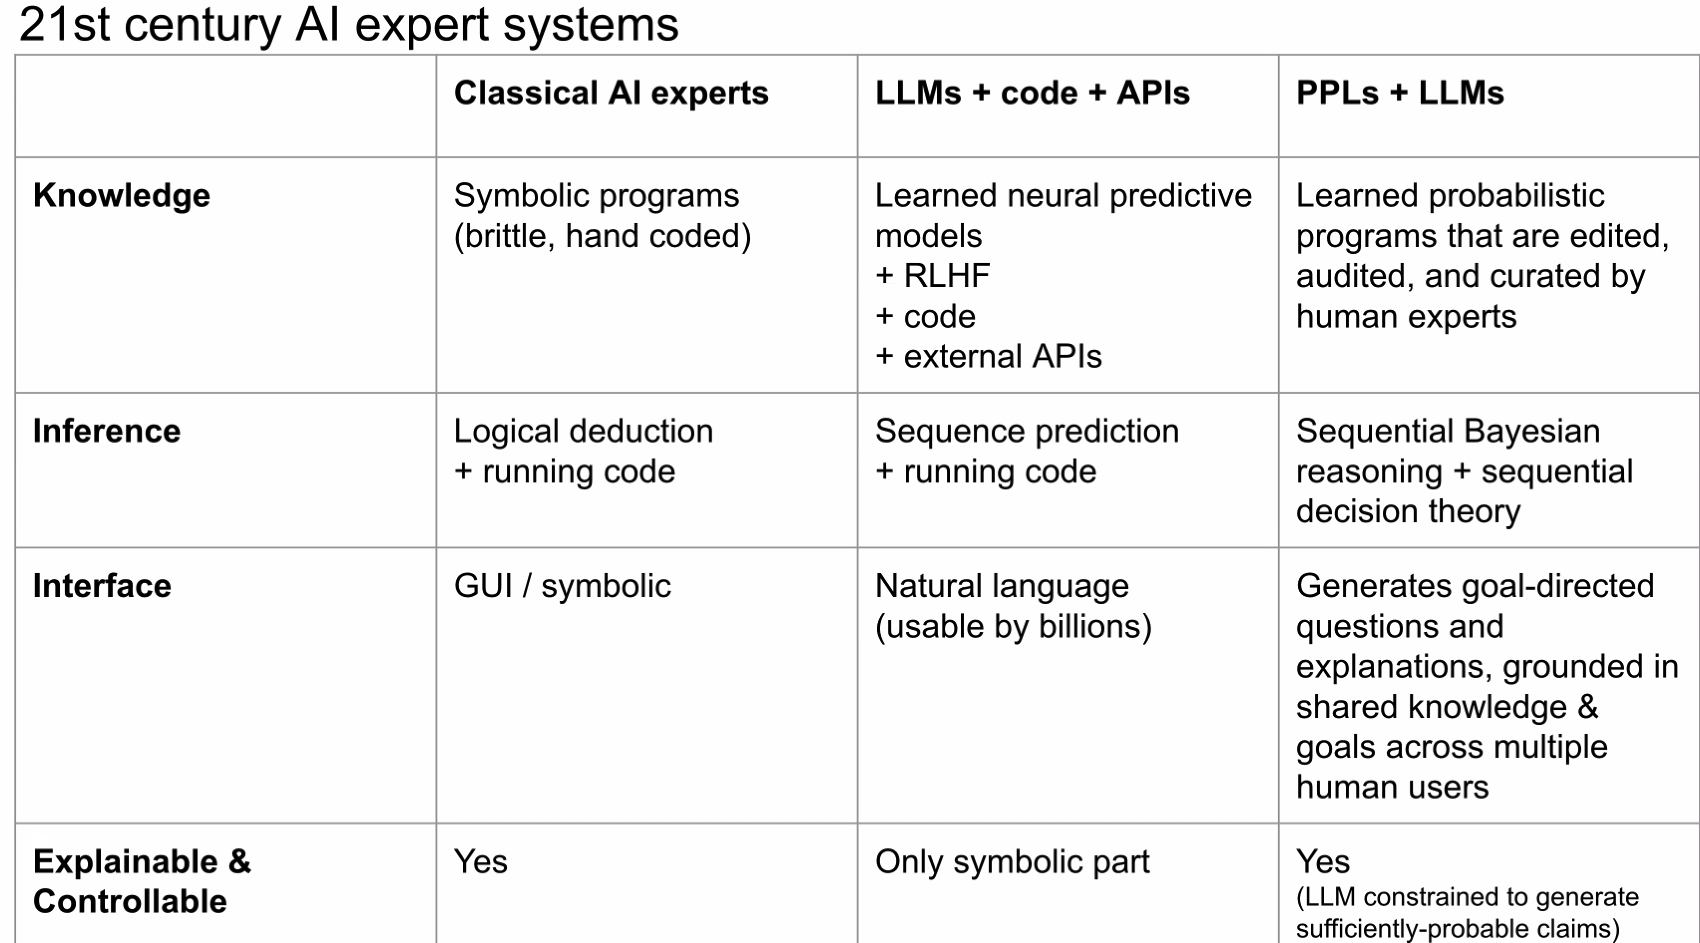 21st century AI expert systems
Classical AI experts
LLMs + code + APIs
PPLs + LLMs
Knowledge
Symbolic programs
(brittle, hand coded)
Learned neural predictive
models
+ RLHF
+ code
+ external APIs
Learned probabilistic
programs that are edited,
audited, and curated by
human experts
Inference
Logical deduction
+ running code
Sequence prediction
+ running code
Sequential Bayesian
reasoning + sequential
decision theory
Interface
GUI / symbolic
Natural language
(usable by billions)
Generates goal-directed
questions and
explanations, grounded in
shared knowledge &
goals across multiple
human users
Explainable &
Controllable
Yes
Only symbolic part
Yes
(LLM constrained to generate
sufficiently-probable claims)